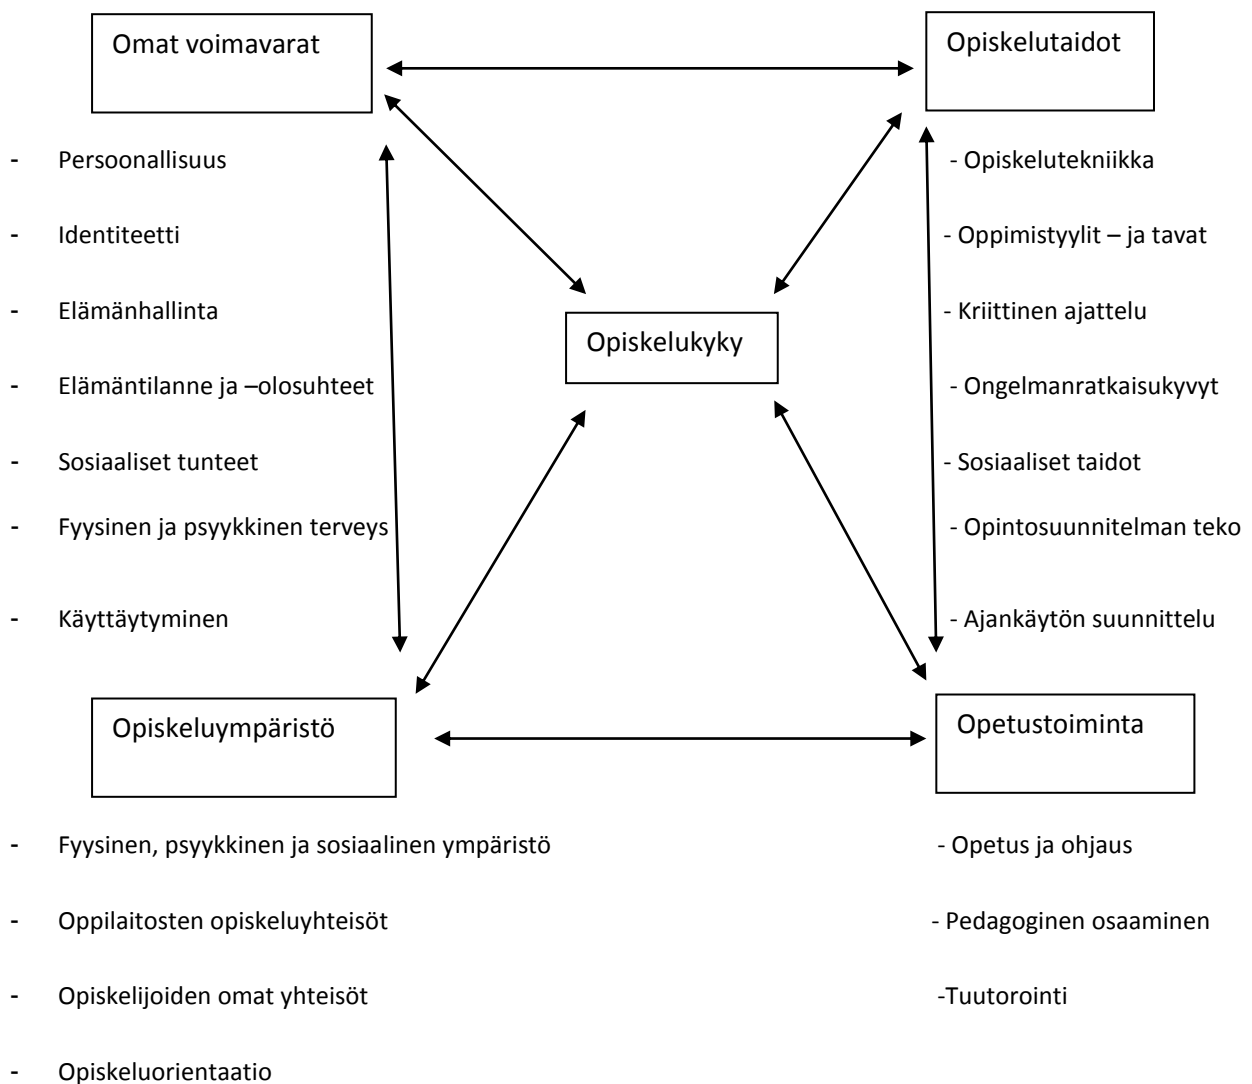 Omat voimavarat
Opiskelutaidot
- Persoonallisuus
- Identiteetti
- Elämänhallinta
- Elämäntilanne ja –olosuhteet
- Sosiaaliset tunteet
- Fyysinen ja psyykkinen terveys
- Käyttäytyminen
- Opiskelutekniikka
- Oppimistyylit – ja tavat
- Kriittinen ajattelu
- Ongelmanratkaisukyvyt
- Sosiaaliset taidot
- Opintosuunnitelman teko
- Ajankäytön suunnittelu
Opiskelukyky
Opiskeluympäristö
Opetustoiminta
- Fyysinen, psyykkinen ja sosiaalinen ympäristö
- Oppilaitosten opiskeluyhteisöt
- Opiskelijoiden omat yhteisöt
- Opiskeluorientaatio
- Opetus ja ohjaus
- Pedagoginen osaaminen
-Tuutorointi